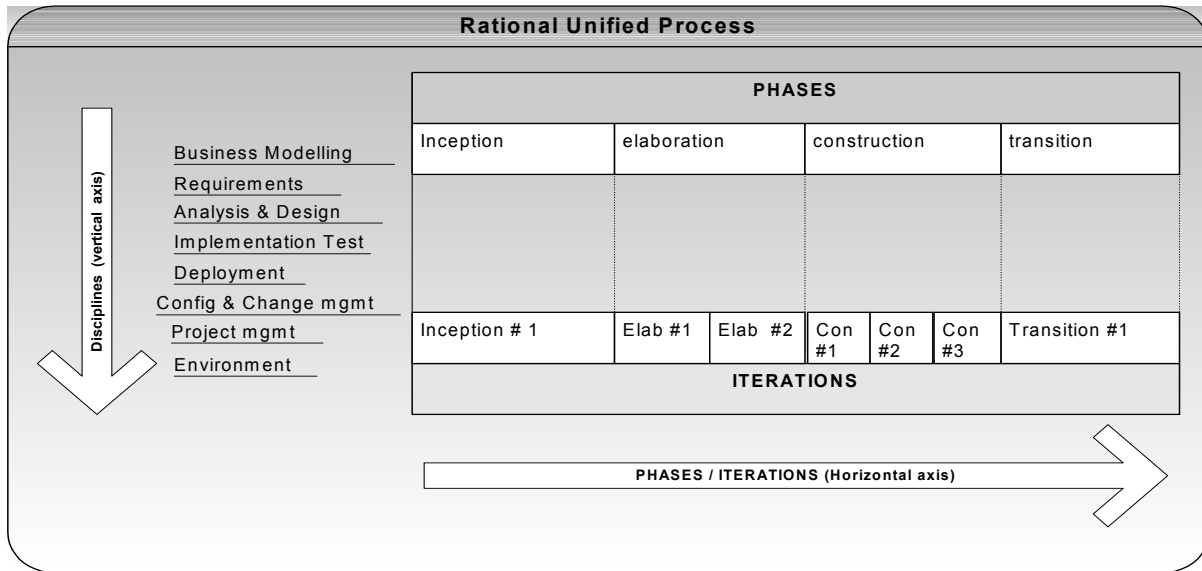 Rational Unified Process
PHASES
Inception elaboration construction transition
Disciplines (vertical axis)
Business Modelling
Requirements
Analysis & Design
Implementation Test
Deployment
Config & Change mgmt
Project mgmt
Environment
Inception # 1 Elab #1 Elab #2 Con #1 Con #2 Con #3 Transition #1
ITERATIONS
PHASES / ITERATIONS (Horizontal axis)